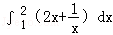 ∫ 2 1 (2x+1/x) dx